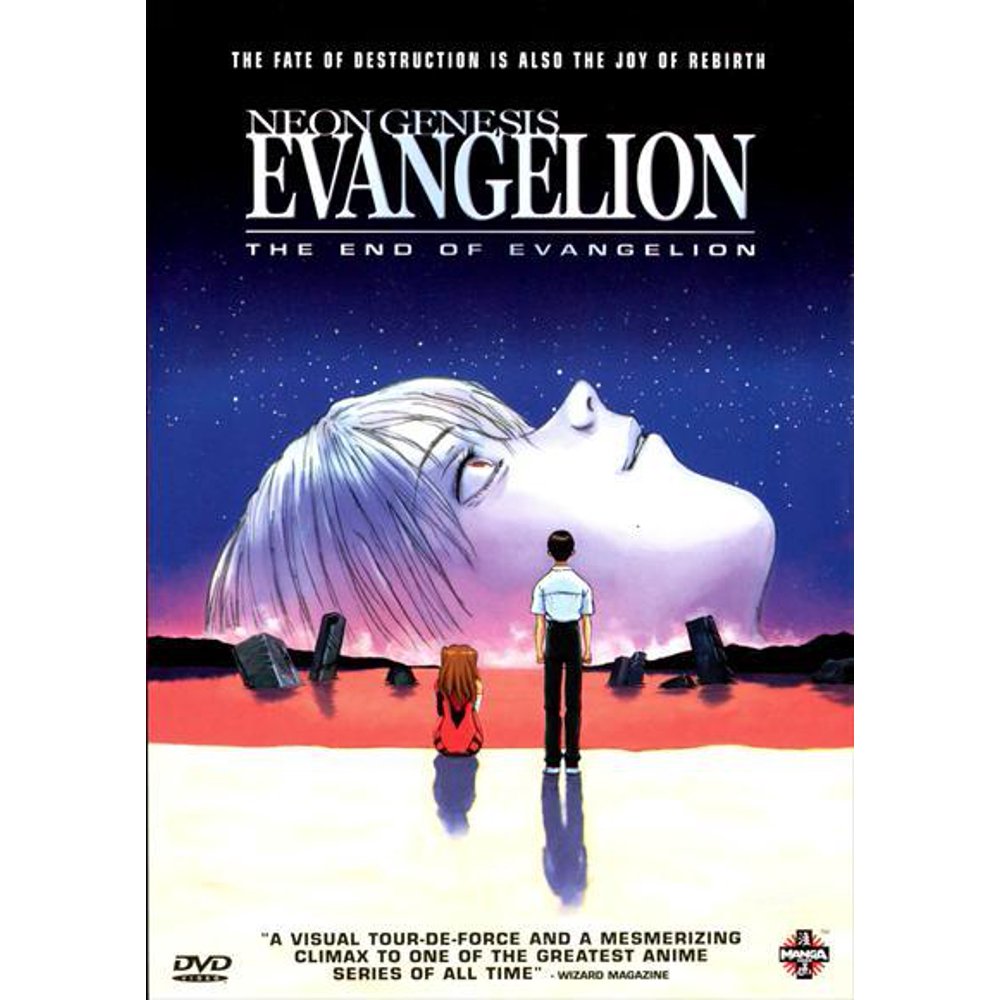 THE FATE OF DESTRUCTION IS ALSO THE JOY OF REBIRTH
NEON GENESIS
EVANGELION
THE END OF EVANGELION
"A VISUAL TOUR-DE-FORCE AND A MESMERIZING
CLIMAX TO ONE OF THE GREATEST ANIME
SERIES OF ALL TIME" - WIZARD MAGAZINE
DVD
VIDEO
MANGA